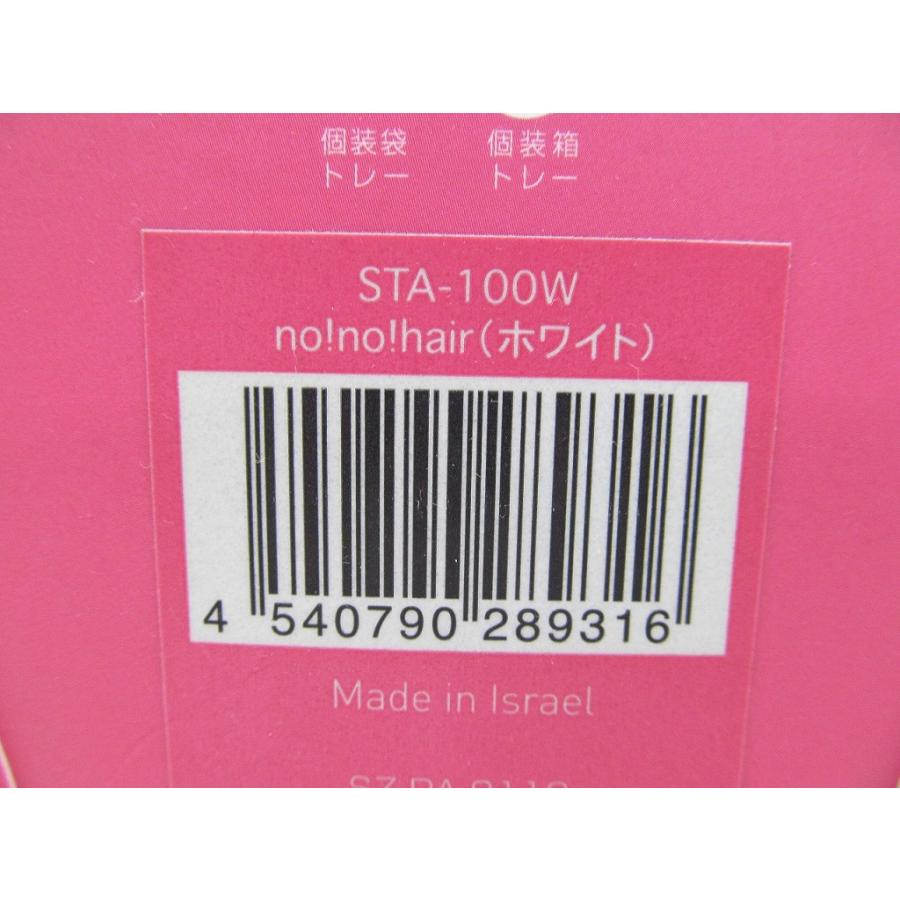 個装袋 個装箱
トレー トレー
STA-100W
no!no!hair(ホワイト)
4 540790 289316
Made in Israel